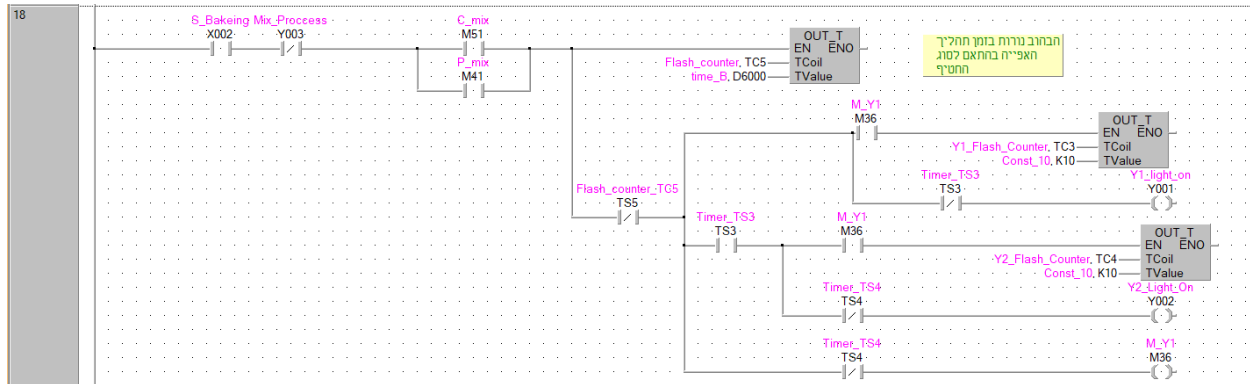 18
S_Bakeing Mix_Proccess
X002 Y003
C_mix
M51
P_mix
M41
OUT_T
EN ENO
Flash_counter, TC5 TCoil
time_B, D6000 TValue
הבהוב נורות בזמן תהליך
האפייה בהתאם לסוג
החטיף
M_Y1
M36
OUT_T
EN ENO
Y1_Flash_Counter, TC3 TCoil
Const_10, K10 TValue
Timer_TS3
TS3
Y1_light_on
Y001
Flash_counter_TC5
TS5
Timer_TS3
TS3
M_Y1
M36
OUT_T
EN ENO
Y2_Flash_Counter, TC4 TCoil
Const_10, K10 TValue
Timer_TS4
TS4
Y2_Light_On
Y002
Timer_TS4
TS4
M_Y1
M36